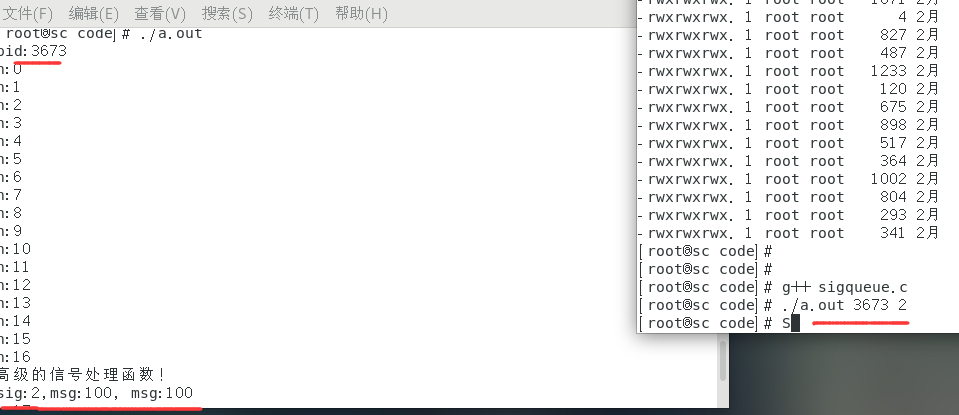 文件(F) 编辑(E) 查看(V) 搜索(S) 终端(T) 帮助(H)
root@sc code]# ./a.out
pid:3673
n:0
n:1
n:2
n:3
n:4
n:5
n:6
n:7
n:8
n:9
n:10
n:11
n:12
n:13
n:14
n:15
n:16
高级的信号处理函数!
sig:2,msg:100, msg:100
-rwxrwxrwx. 1 root root 4 2月
-rwxrwxrwx. 1 root root 827 2月
-rwxrwxrwx. 1 root root 487 2月
-rwxrwxrwx. 1 root root 1233 2月
-rwxrwxrwx. 1 root root 120 2月
-rwxrwxrwx. 1 root root 675 2月
-rwxrwxrwx. 1 root root 898 2月
-rwxrwxrwx. 1 root root 517 2月
-rwxrwxrwx. 1 root root 364 2月
-rwxrwxrwx. 1 root root 1002 2月
-rwxrwxrwx. 1 root root 804 2月
-rwxrwxrwx. 1 root root 293 2月
-rwxrwxrwx. 1 root root 341 2月
[root@sc code]#
[root@sc code]#
[root@sc code]# g++ sigqueue.c
[root@sc code]# ./a.out 3673 2
[root@sc code]# S